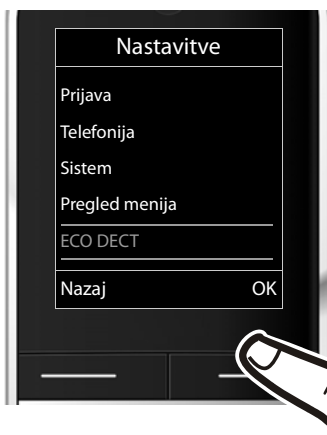 Nastavitve
Prijava
Telefonija
Sistem
Pregled menija
ECO DECT
Nazaj OK